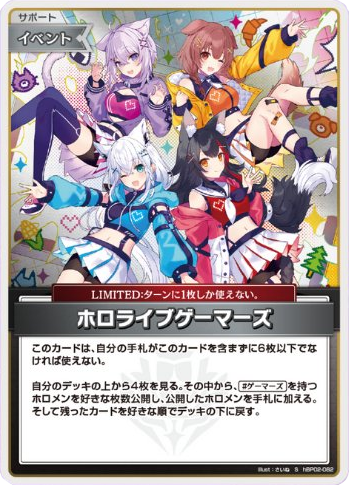 サポート
イベント
LIMITED:ターンに1枚しか使えない。
ホロライブゲーマーズ
このカードは、自分の手札がこのカードを含まずに6枚以下でな
ければ使えない。
自分のデッキの上から4枚を見る。その中から、#ゲーマーズを持つ
ホロメンを好きな枚数公開し、公開したホロメンを手札に加える。
そして残ったカードを好きな順でデッキの下に戻す。
illust:さいね S hBP02-082